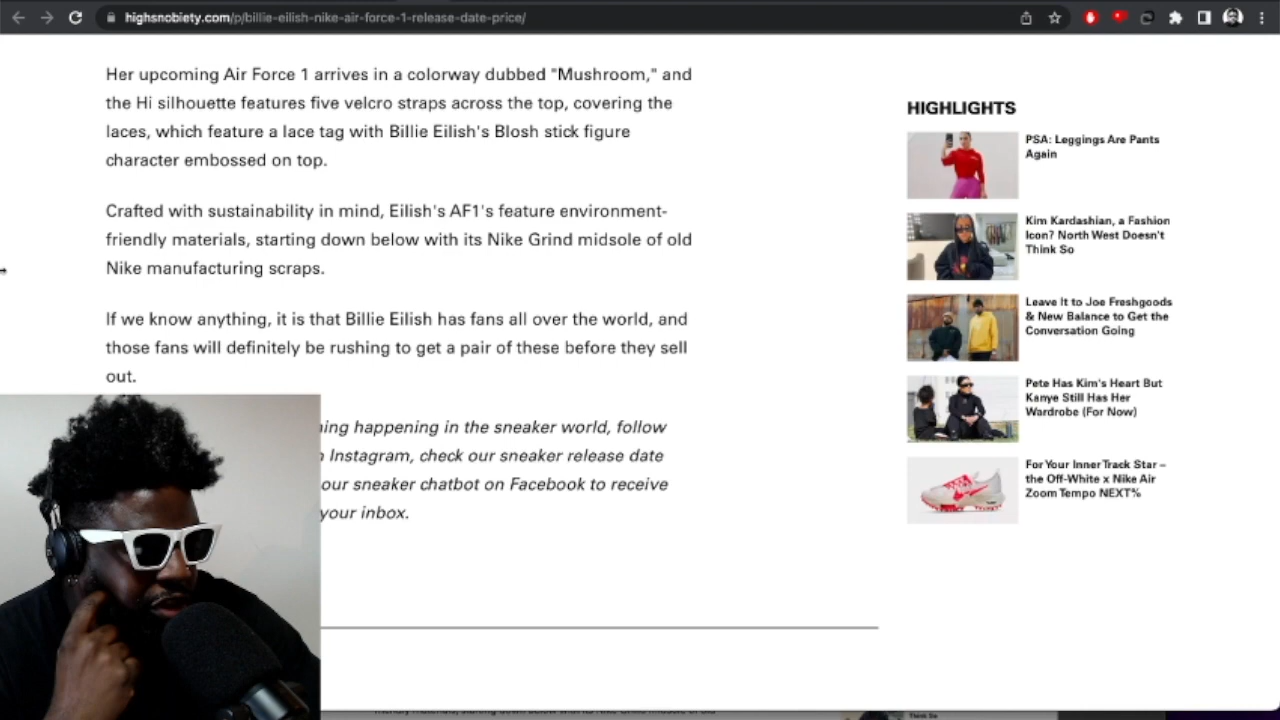 highsnobiety.com/p/billie-eilish-nike-air-force-1-release-date-price/
Her upcoming Air Force 1 arrives in a colorway dubbed "Mushroom," and
the Hi silhouette features five velcro straps across the top, covering the
laces, which feature a lace tag with Billie Eilish's Blosh stick figure
character embossed on top.
Crafted with sustainability in mind, Eilish's AF1's feature environment-
friendly materials, starting down below with its Nike Grind midsole of old
Nike manufacturing scraps.
If we know anything, it is that Billie Eilish has fans all over the world, and
those fans will definitely be rushing to get a pair of these before they sell
out.
happening in the sneaker world, follow
Instagram, check our sneaker release date
our sneaker chatbot on Facebook to receive
your inbox.
HIGHLIGHTS
PSA: Leggings Are Pants
Again
Kim Kardashian, a Fashion
Icon? North West Doesn't
Think So
Leave It to Joe Freshgoods
& New Balance to Get the
Conversation Going
Pete Has Kim's Heart But
Kanye Still Has Her
Wardrobe (For Now)
For Your Inner Track Star –
the Off-White x Nike Air
Zoom Tempo NEXT%